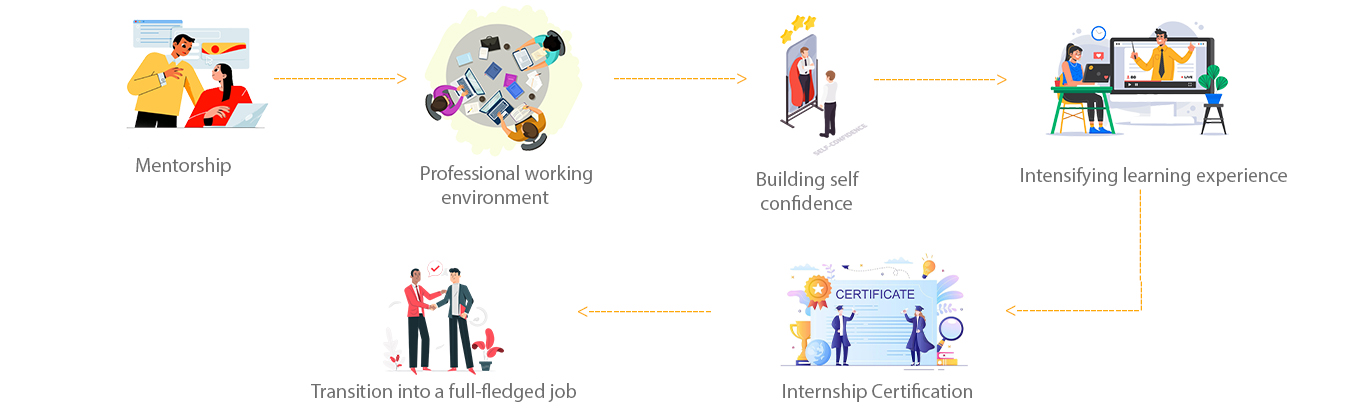 Mentorship
Professional working
environment
SELF-CONFIDENCE
Building self
confidence
LIVE
Intensifying learning experience
CERTIFICATE
Internship Certification
Transition into a full-fledged job